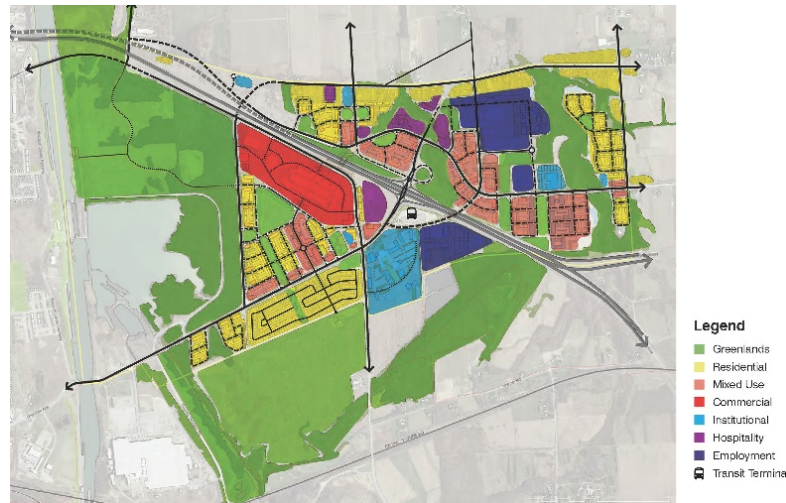 Legend
Greenlands
Residential
Mixed Use
Commercial
Institutional
Hospitality
Employment
Transit Termina